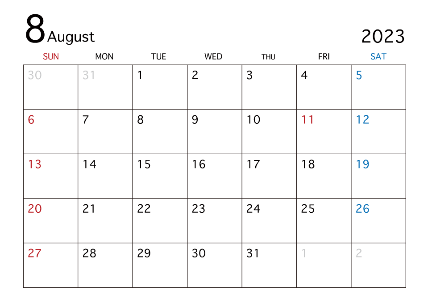 8 August 2023
SUN MON TUE WED THU FRI SAT
30 31 1 2 3 4 5
6 7 8 9 10 11 12
13 14 15 16 17 18 19
20 21 22 23 24 25 26
27 28 29 30 31 1 2